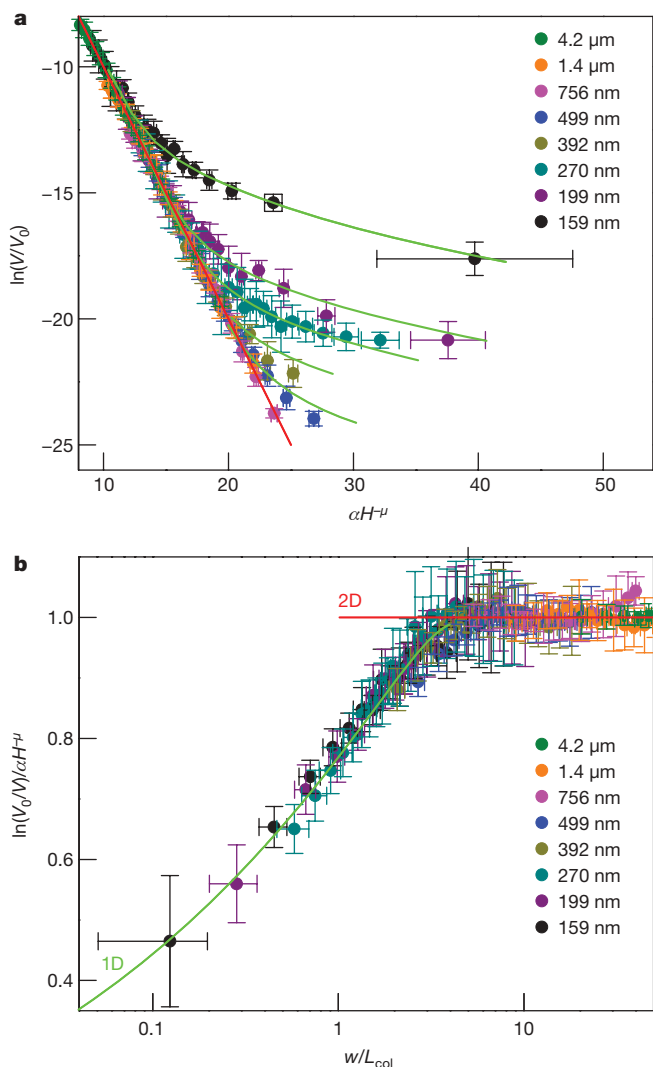 a
ln(V/V₀)
-10
-15
-20
-25
10
20
30
40
50
αH⁻ᵘ
4.2 μm
1.4 μm
756 nm
499 nm
392 nm
270 nm
199 nm
159 nm
b
ln(V₀/V)/αH⁻ᵘ
1.0
0.8
0.6
0.4
2D
1D
4.2 μm
1.4 μm
756 nm
499 nm
392 nm
270 nm
199 nm
159 nm
0.1
1
10
w/L_col